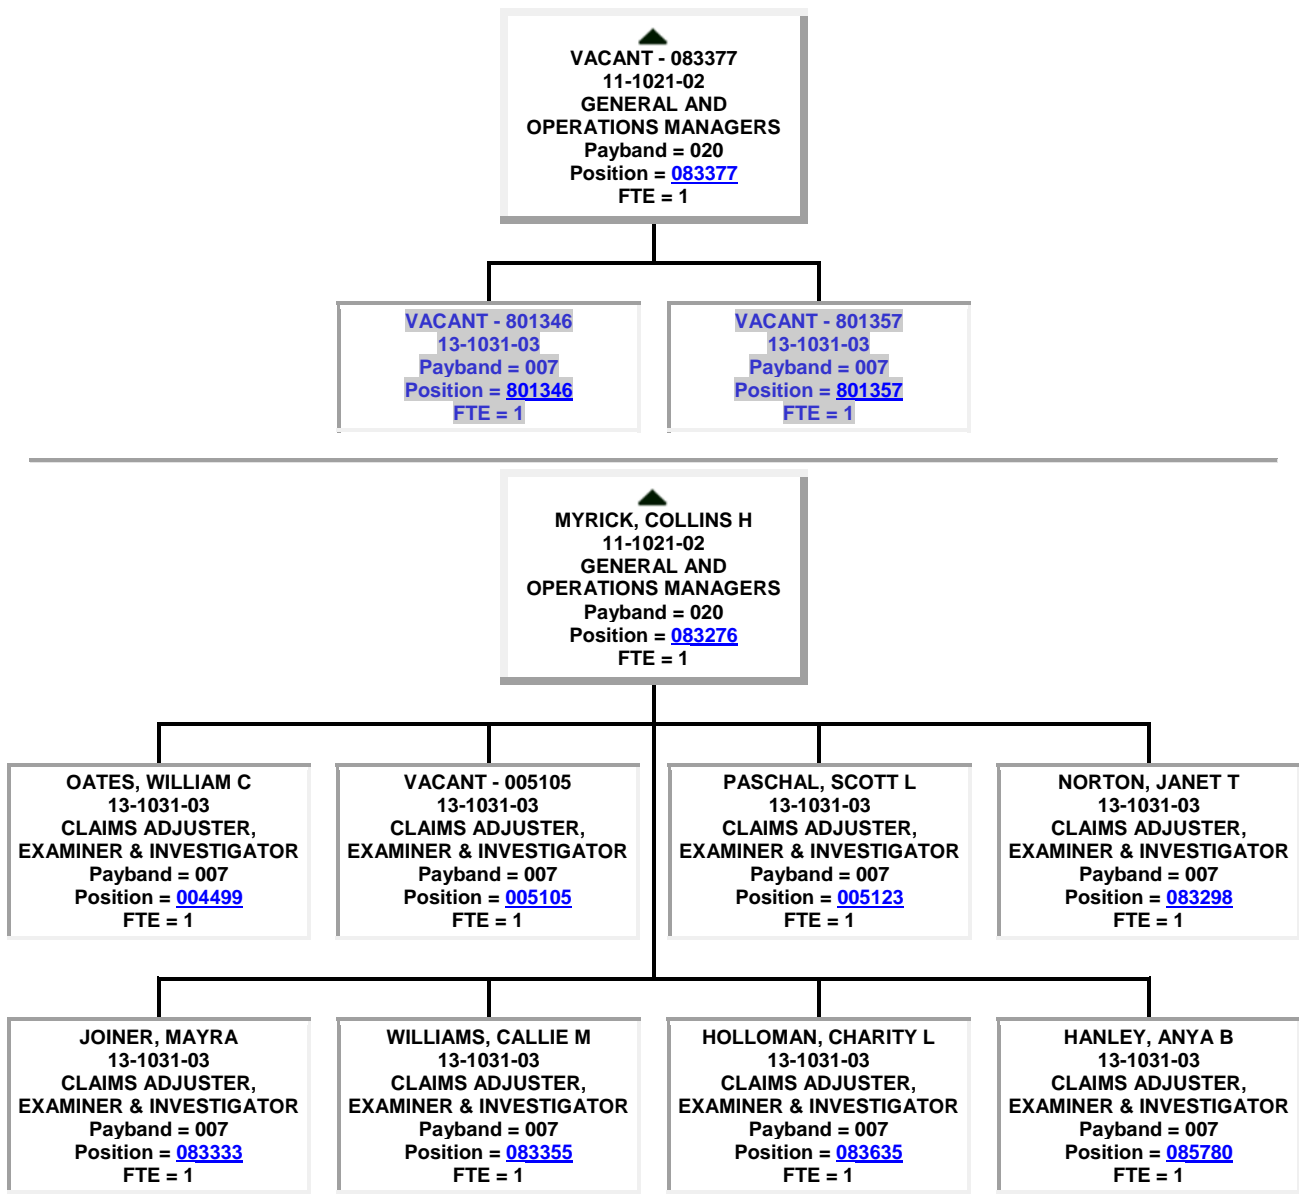 VACANT - 083377
11-1021-02
GENERAL AND
OPERATIONS MANAGERS
Payband = 020
Position = 083377
FTE = 1
VACANT - 801346
13-1031-03
Payband = 007
Position = 801346
FTE = 1
VACANT - 801357
13-1031-03
Payband = 007
Position = 801357
FTE = 1
MYRICK, COLLINS H
11-1021-02
GENERAL AND
OPERATIONS MANAGERS
Payband = 020
Position = 083276
FTE = 1
OATES, WILLIAM C
13-1031-03
CLAIMS ADJUSTER,
EXAMINER & INVESTIGATOR
Payband = 007
Position = 004499
FTE = 1
VACANT - 005105
13-1031-03
CLAIMS ADJUSTER,
EXAMINER & INVESTIGATOR
Payband = 007
Position = 005105
FTE = 1
PASCHAL, SCOTT L
13-1031-03
CLAIMS ADJUSTER,
EXAMINER & INVESTIGATOR
Payband = 007
Position = 005123
FTE = 1
NORTON, JANET T
13-1031-03
CLAIMS ADJUSTER,
EXAMINER & INVESTIGATOR
Payband = 007
Position = 083298
FTE = 1
JOINER, MAYRA
13-1031-03
CLAIMS ADJUSTER,
EXAMINER & INVESTIGATOR
Payband = 007
Position = 083333
FTE = 1
WILLIAMS, CALLIE M
13-1031-03
CLAIMS ADJUSTER,
EXAMINER & INVESTIGATOR
Payband = 007
Position = 083355
FTE = 1
HOLLOMAN, CHARITY L
13-1031-03
CLAIMS ADJUSTER,
EXAMINER & INVESTIGATOR
Payband = 007
Position = 083635
FTE = 1
HANLEY, ANYA B
13-1031-03
CLAIMS ADJUSTER,
EXAMINER & INVESTIGATOR
Payband = 007
Position = 085780
FTE = 1